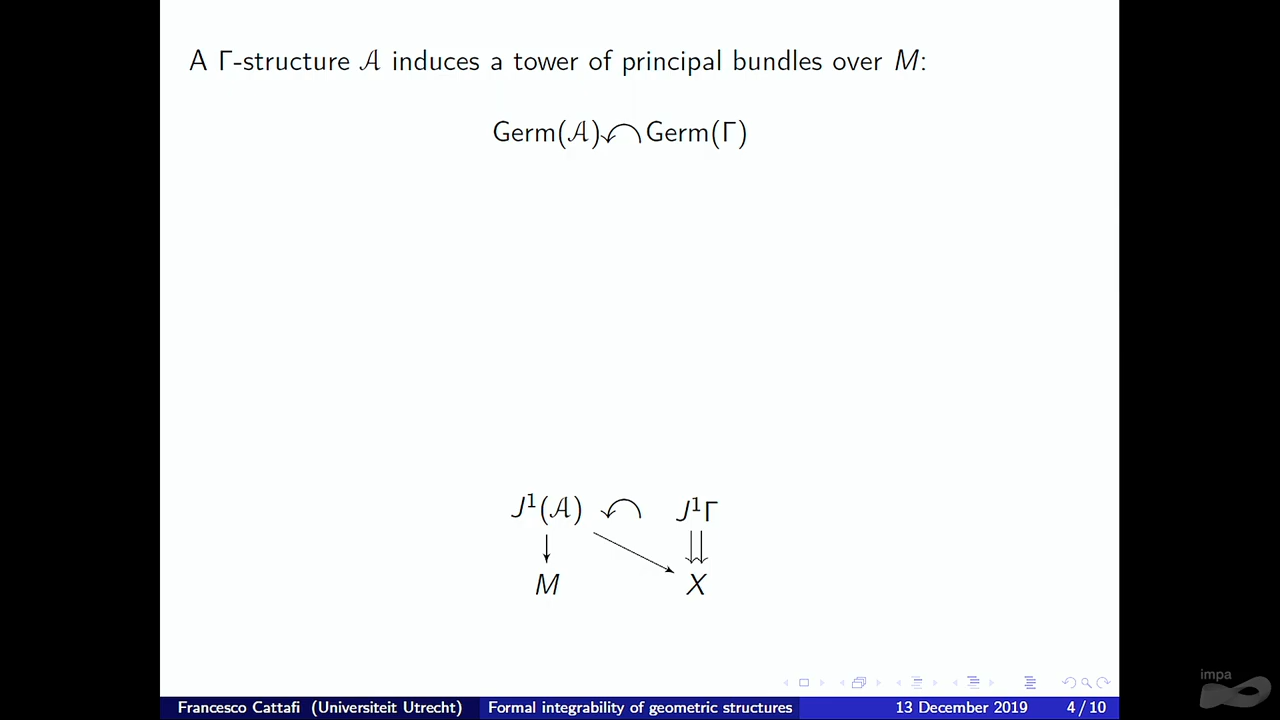 A Γ-structure 𝒜 induces a tower of principal bundles over M:
Germ(𝒜) Germ(Γ)
J¹(𝒜) J¹Γ
M X
impa
Francesco Cattafi (Universiteit Utrecht) Formal integrability of geometric structures 13 December 2019 4 / 10